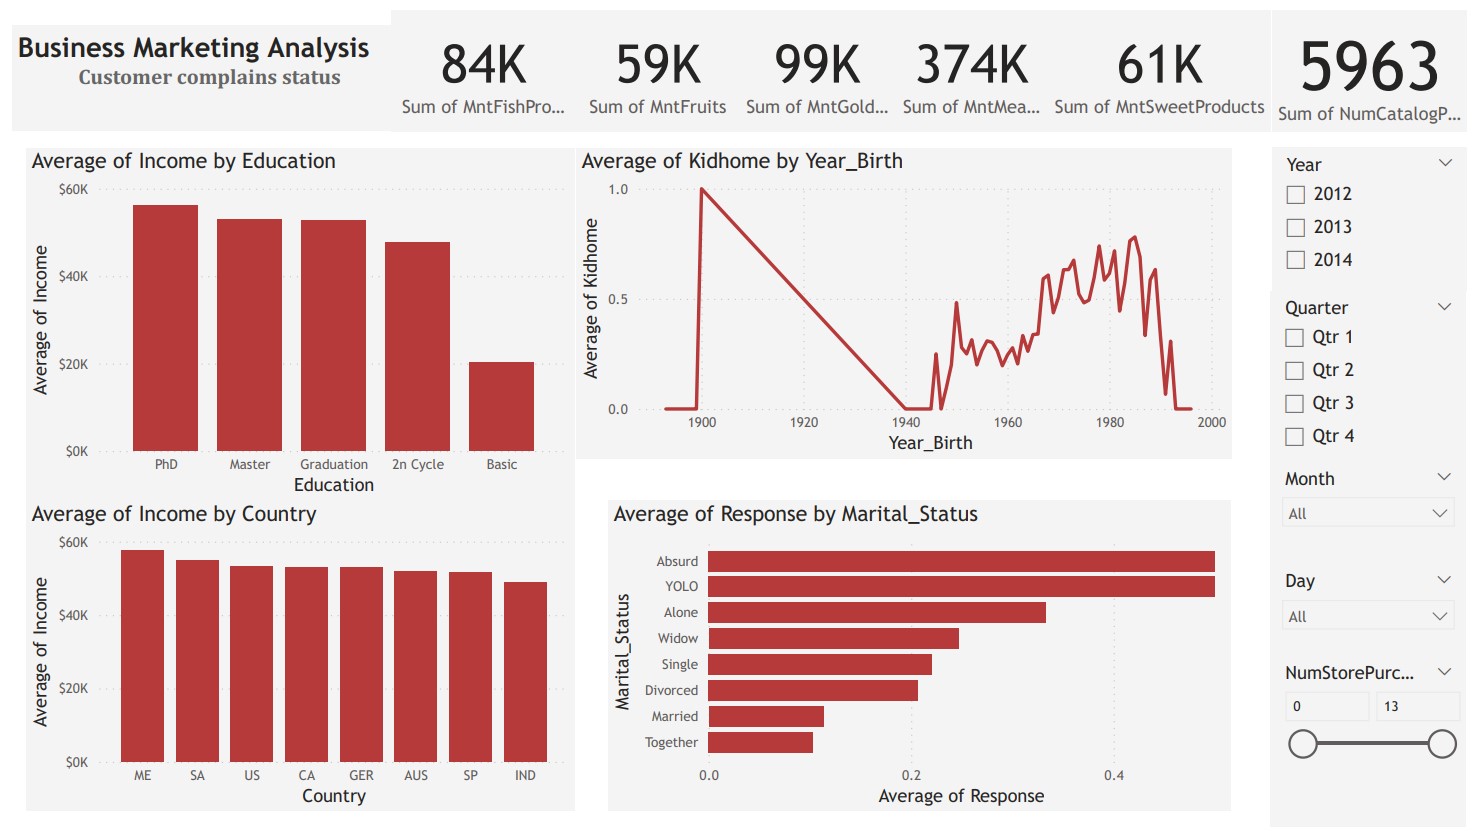 Business Marketing Analysis
Customer complains status
84K
Sum of MntFishPro...
59K
Sum of MntFruits
99K
Sum of MntGold...
374K
Sum of MntMea...
61K
Sum of MntSweetProducts
5963
Sum of NumCatalogP...
Average of Income by Education
Average of Income
$60K
$40K
$20K
$0K
PhD
Master
Graduation
2n Cycle
Basic
Education
Average of Kidhome by Year_Birth
Average of Kidhome
1.0
0.5
0.0
1900
1920
1940
1960
1980
2000
Year_Birth
Average of Income by Country
Average of Income
$60K
$40K
$20K
$0K
ME
SA
US
CA
GER
AUS
SP
IND
Country
Average of Response by Marital_Status
Marital_Status
Absurd
YOLO
Alone
Widow
Single
Divorced
Married
Together
0.0
0.2
0.4
Average of Response
Year
2012
2013
2014
Quarter
Qtr 1
Qtr 2
Qtr 3
Qtr 4
Month
All
Day
All
NumStorePurc...
0
13